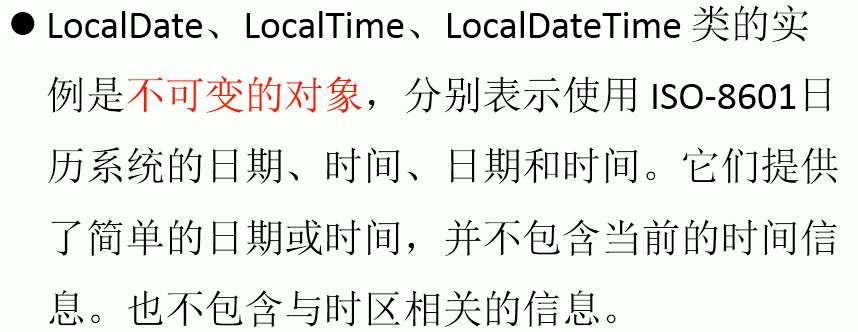 ● LocalDate、LocalTime、LocalDateTime 类的实
例是不可变的对象，分别表示使用 ISO-8601日
历系统的日期、时间、日期和时间。它们提供
了简单的日期或时间，并不包含当前的时间信
息。也不包含与时区相关的信息。